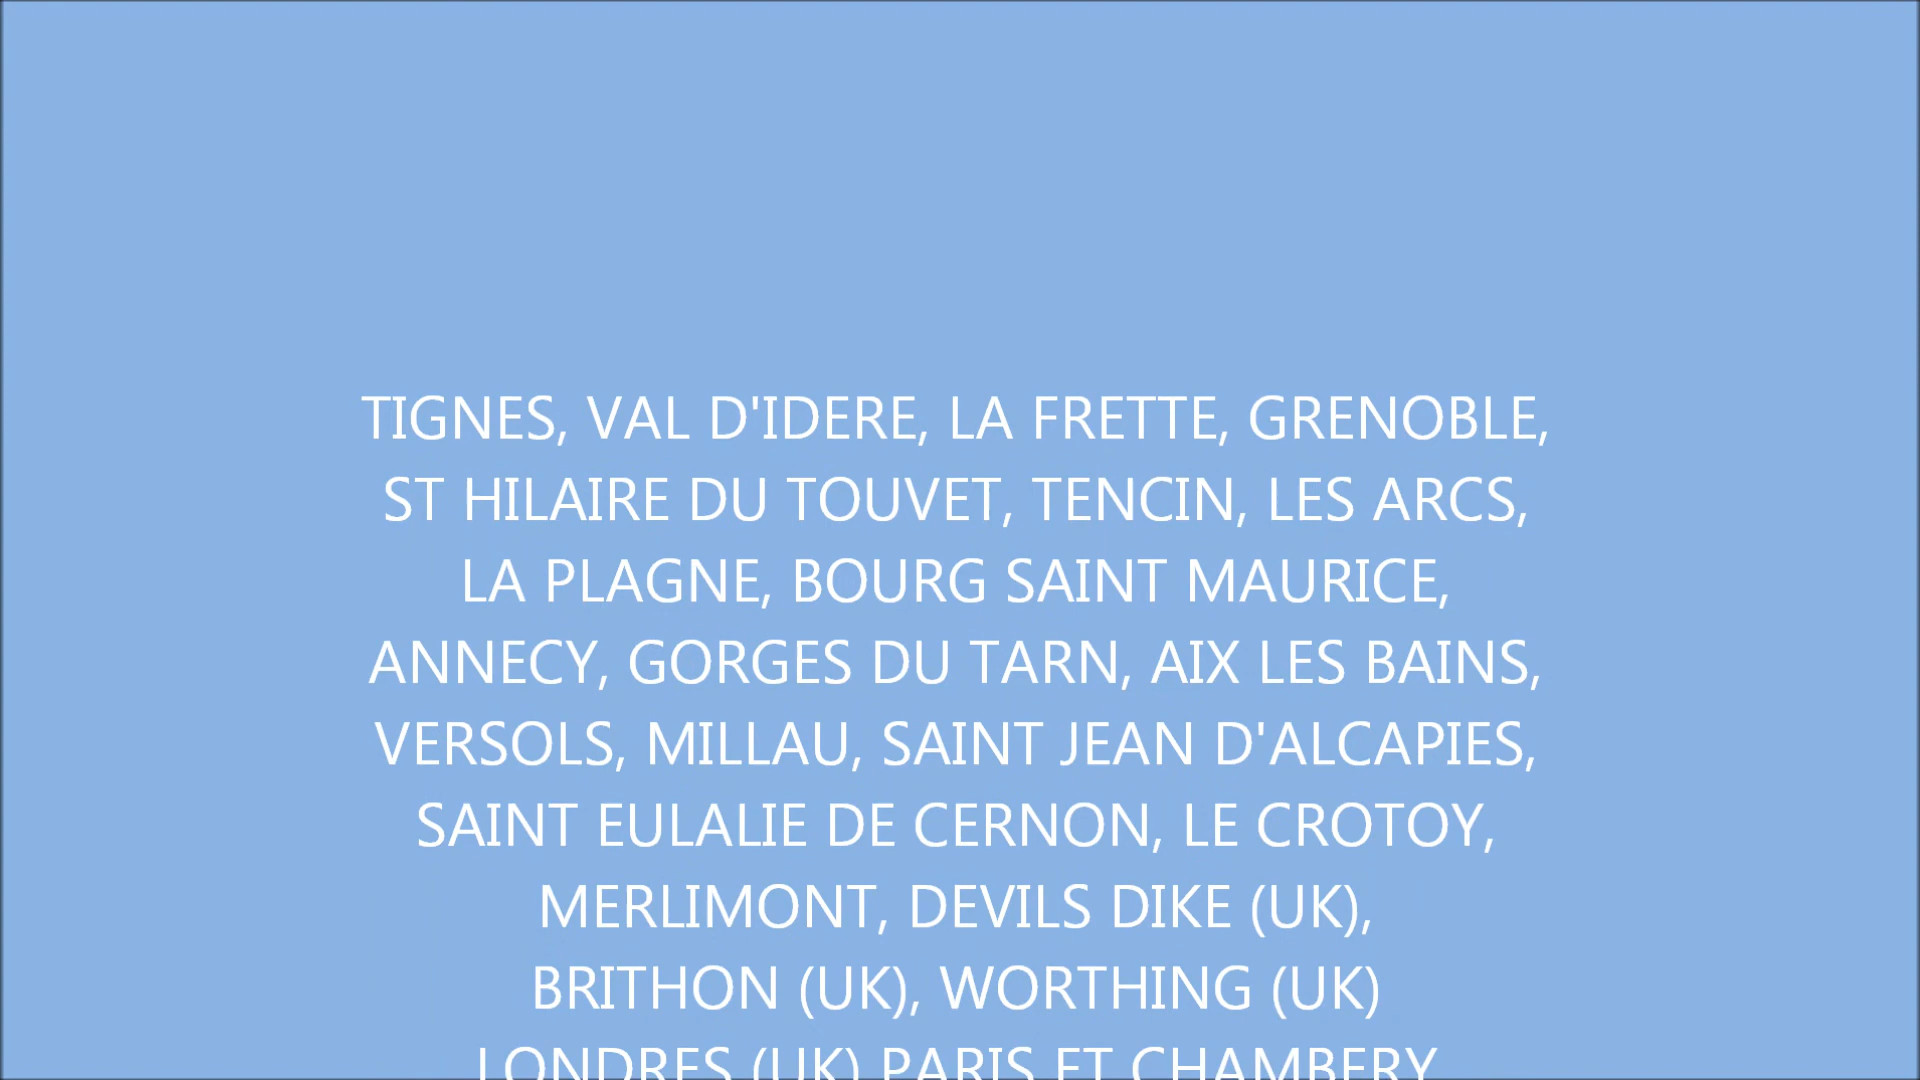 TIGNES, VAL D'IDERE, LA FRETTE, GRENOBLE,
ST HILAIRE DU TOUVET, TENCIN, LES ARCS,
LA PLAGNE, BOURG SAINT MAURICE,
ANNECY, GORGES DU TARN, AIX LES BAINS,
VERSOLS, MILLAU, SAINT JEAN D'ALCAPIES,
SAINT EULALIE DE CERNON, LE CROTOY,
MERLIMONT, DEVILS DIKE (UK),
BRITHON (UK), WORTHING (UK)
LONDRES (UK) PARIS ET CHAMBERY